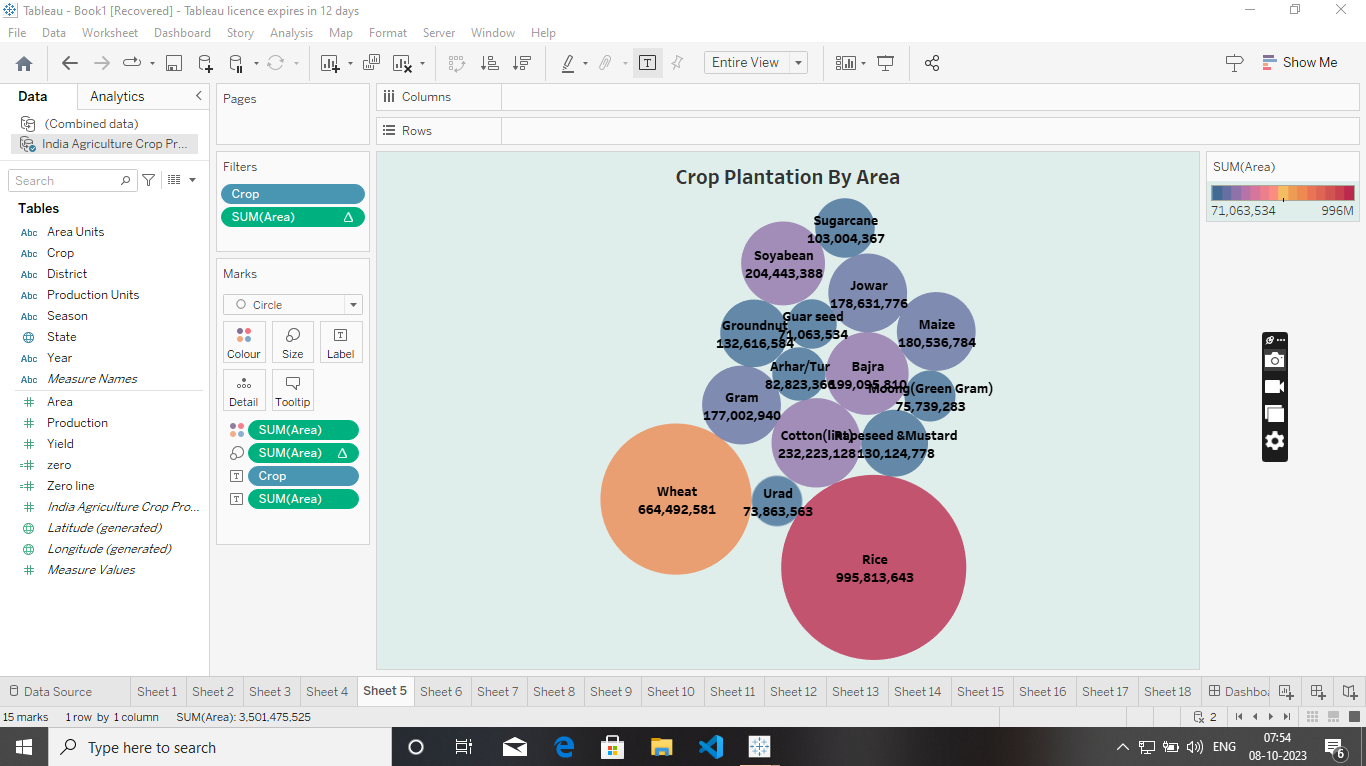 Tableau - Book1 [Recovered] - Tableau licence expires in 12 days
File Data Worksheet Dashboard Story Analysis Map Format Server Window Help
Entire View
Show Me
Data Analytics
(Combined data)
India Agriculture Crop Pr...
Search
Tables
Abc Area Units
Abc Crop
Abc District
Abc Production Units
Abc Season
State
Abc Year
Abc Measure Names
# Area
# Production
# Yield
=# zero
=# Zero line
# India Agriculture Crop Pro...
Latitude (generated)
Longitude (generated)
# Measure Values
Pages
Filters
Crop
SUM(Area)
Marks
Circle
Colour Size Label
Detail Tooltip
SUM(Area)
SUM(Area)
Crop
SUM(Area)
Columns
Rows
Crop Plantation By Area
Sugarcane
103,004,367
Soyabean
204,443,388
Jowar
178,631,776
Guar seed
71,063,534
Groundnut
132,616,584
Maize
180,536,784
Arhar/Tur
82,823,366
Bajra
199,095,810
Moong(Green Gram)
75,739,283
Gram
177,002,940
Cotton(lint)
232,223,128
Rapeseed &Mustard
130,124,778
Wheat
664,492,581
Urad
73,863,563
Rice
995,813,643
SUM(Area)
71,063,534 996M
Data Source Sheet 1 Sheet 2 Sheet 3 Sheet 4 Sheet 5 Sheet 6 Sheet 7 Sheet 8 Sheet 9 Sheet 10 Sheet 11 Sheet 12 Sheet 13 Sheet 14 Sheet 15 Sheet 16 Sheet 17 Sheet 18 Dashboa
15 marks 1 row by 1 column SUM(Area): 3,501,475,525
2
Type here to search
ENG
07:54
08-10-2023
6